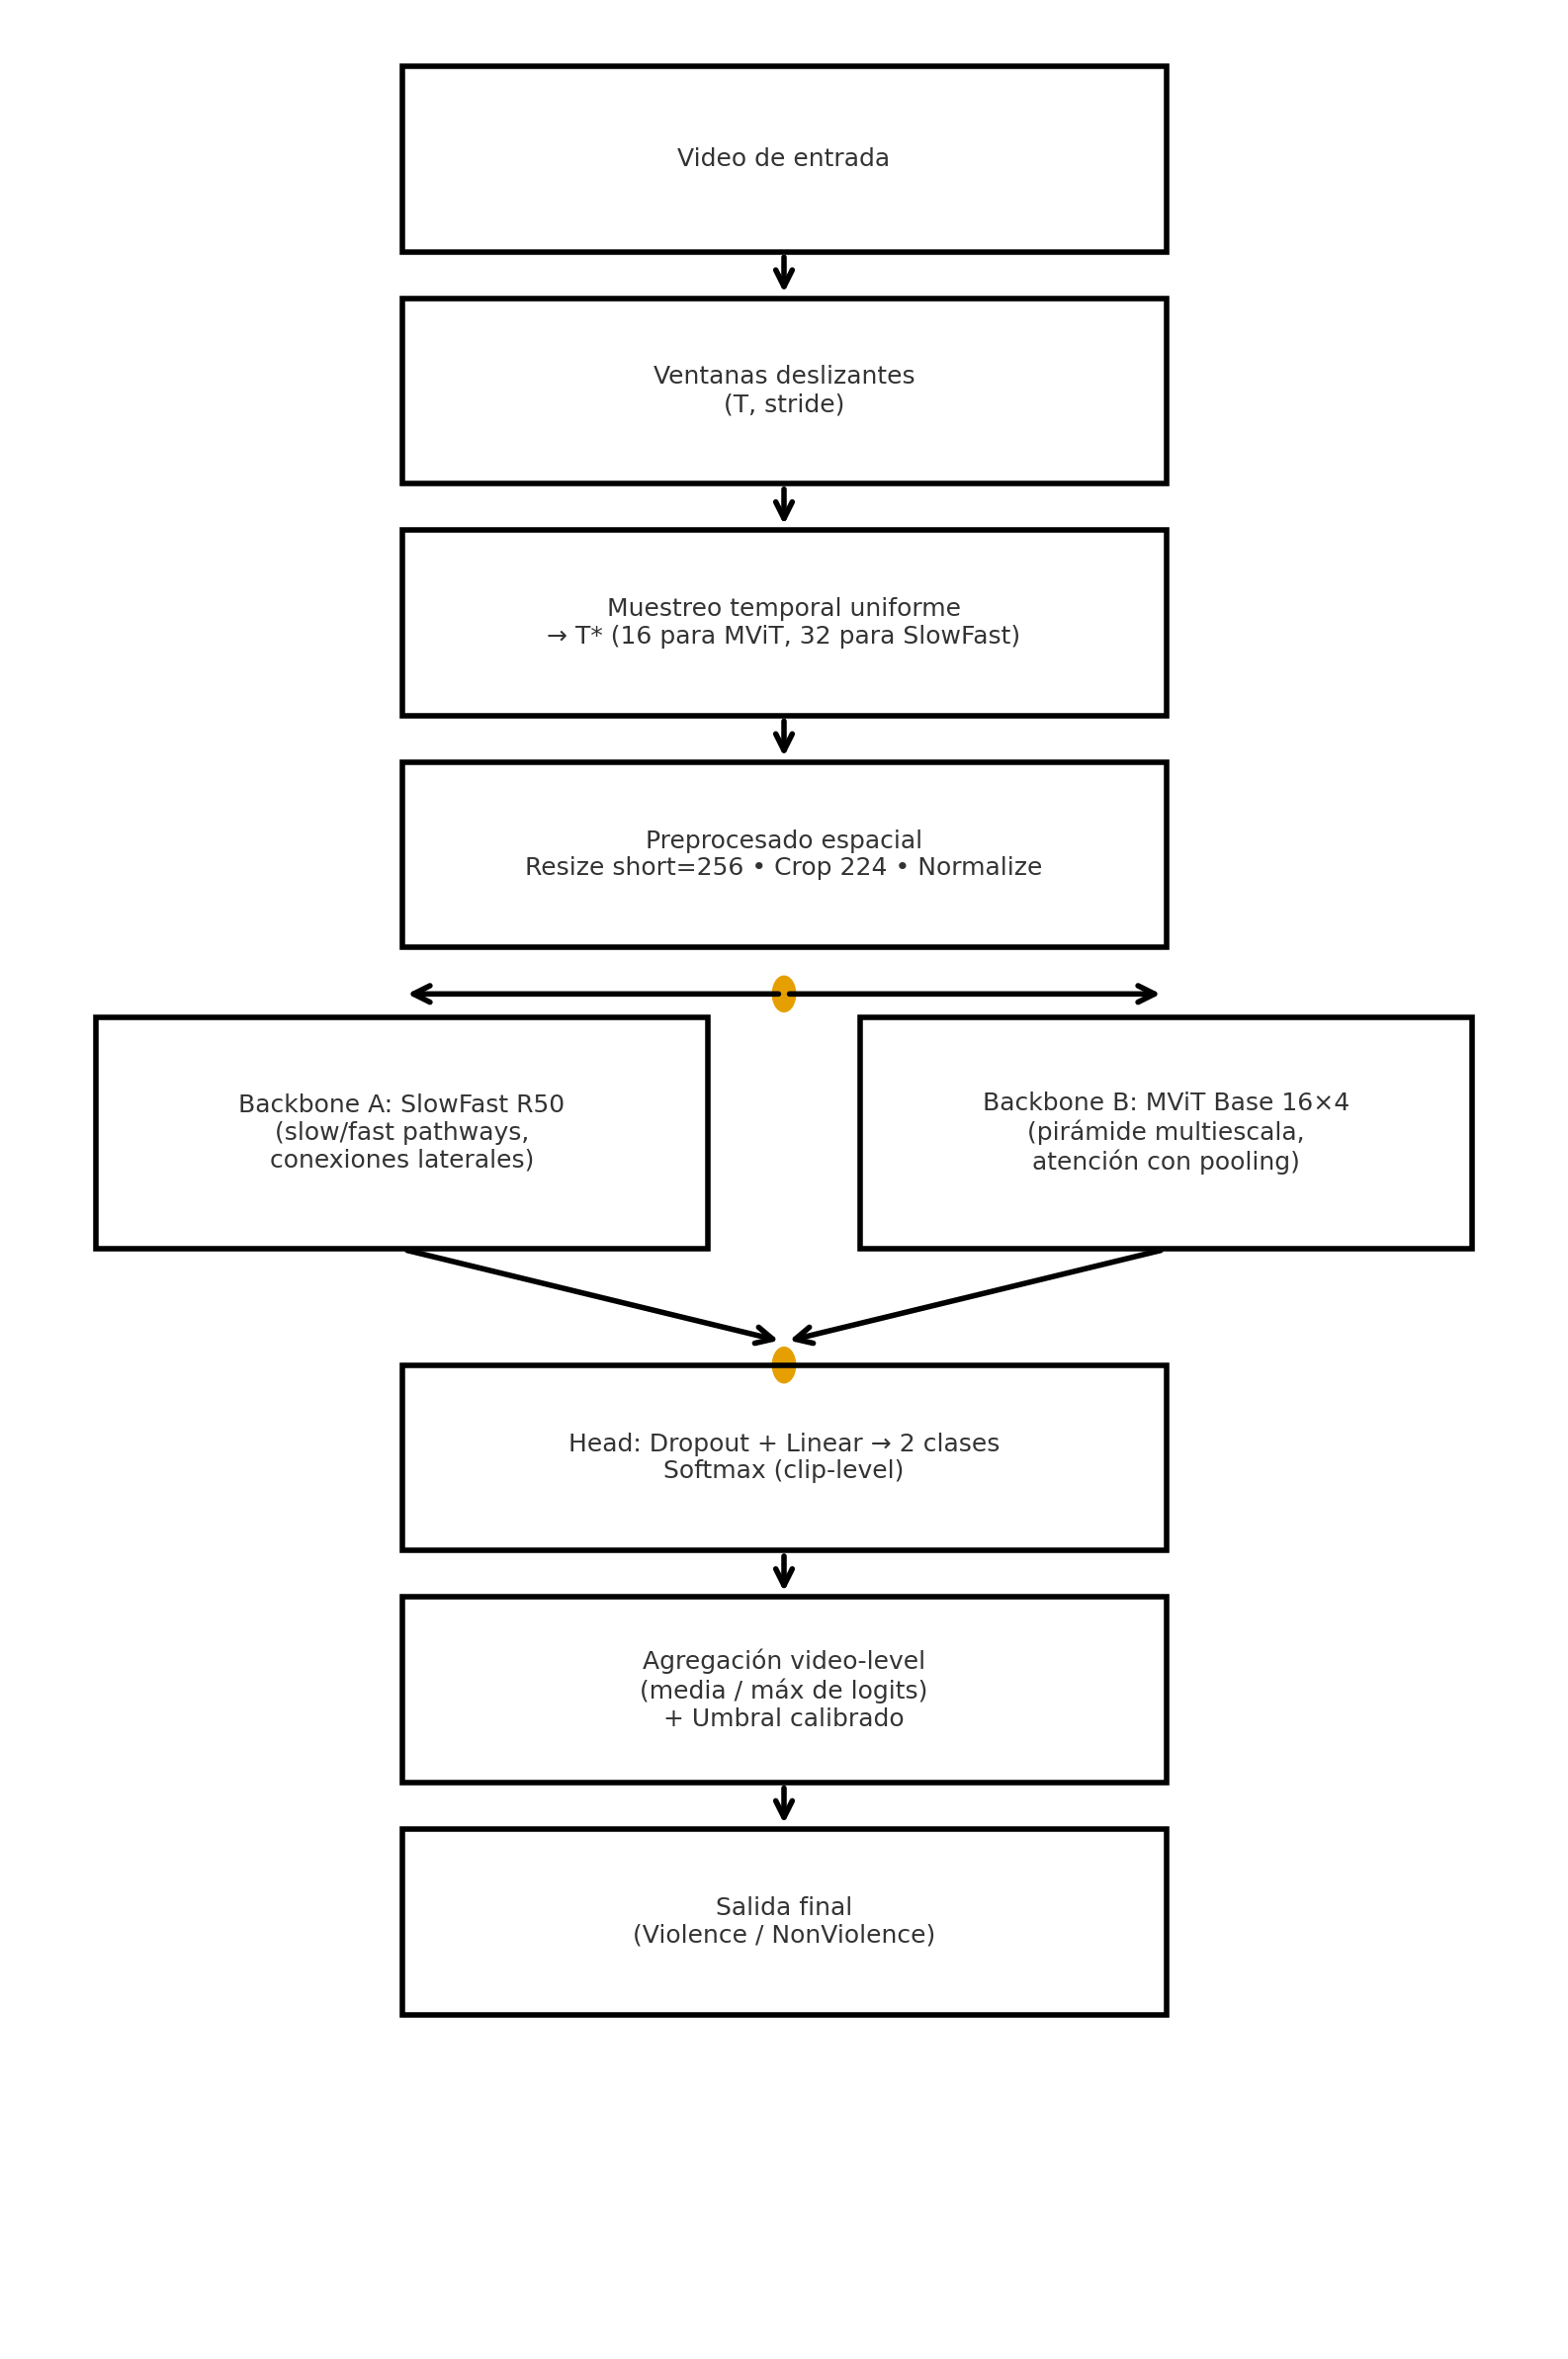 Video de entrada
Ventanas deslizantes
(T, stride)
Muestreo temporal uniforme
→ T* (16 para MViT, 32 para SlowFast)
Preprocesado espacial
Resize short=256 • Crop 224 • Normalize
Backbone A: SlowFast R50
(slow/fast pathways,
conexiones laterales)
Backbone B: MViT Base 16×4
(pirámide multiescala,
atención con pooling)
Head: Dropout + Linear → 2 clases
Softmax (clip-level)
Agregación video-level
(media / máx de logits)
+ Umbral calibrado
Salida final
(Violence / NonViolence)